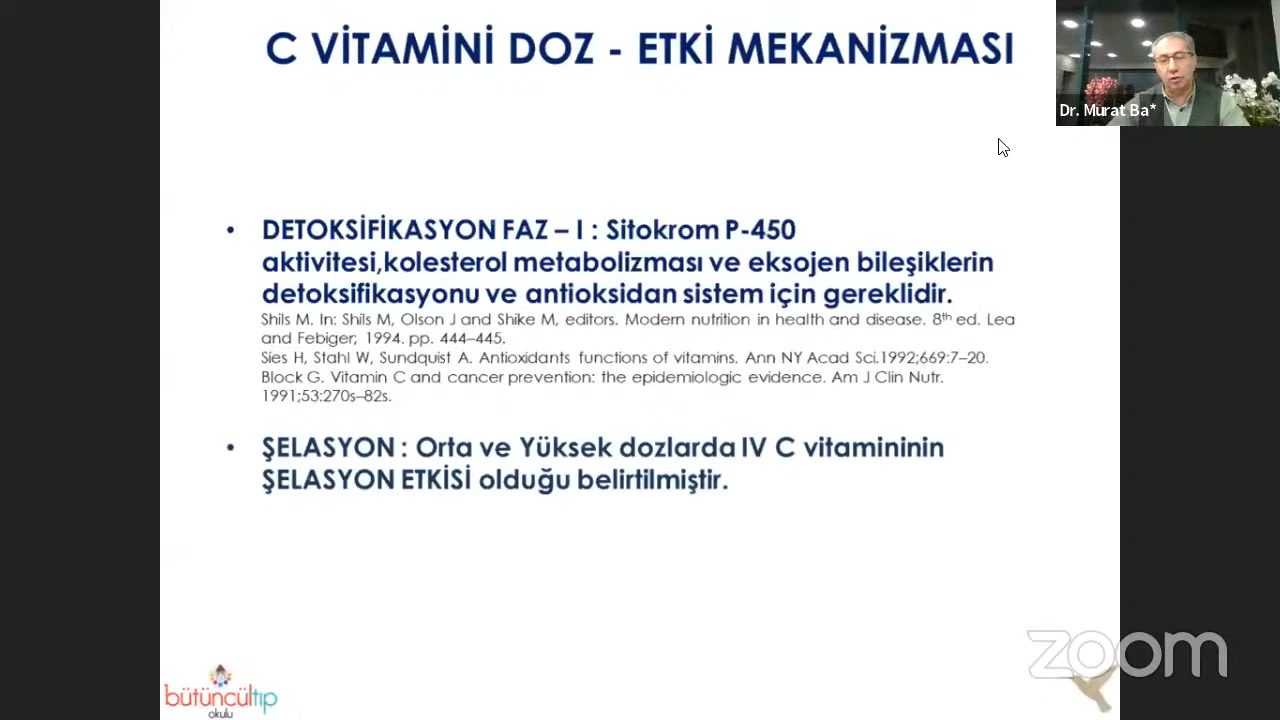 C VİTAMİNİ DOZ - ETKİ MEKANİZMASI
Dr. Murat Ba*
• DETOKSİFİKASYON FAZ – I : Sitokrom P-450
aktivitesi,kolesterol metabolizması ve eksojen bileşiklerin
detoksifikasyonu ve antioksidan sistem için gereklidir.
Shils M. In: Shils M, Olson J and Shike M, editors. Modern nutrition in health and disease. 8th ed. Lea
and Febiger; 1994. pp. 444–445.
Sies H, Stahl W, Sundquist A. Antioxidants functions of vitamins. Ann NY Acad Sci.1992;669:7–20.
Block G. Vitamin C and cancer prevention: the epidemiologic evidence. Am J Clin Nutr.
1991;53:270s–82s.
• ŞELASYON : Orta ve Yüksek dozlarda IV C vitamininin
ŞELASYON ETKİSİ olduğu belirtilmiştir.
zoom
bütüncültıp
okulu